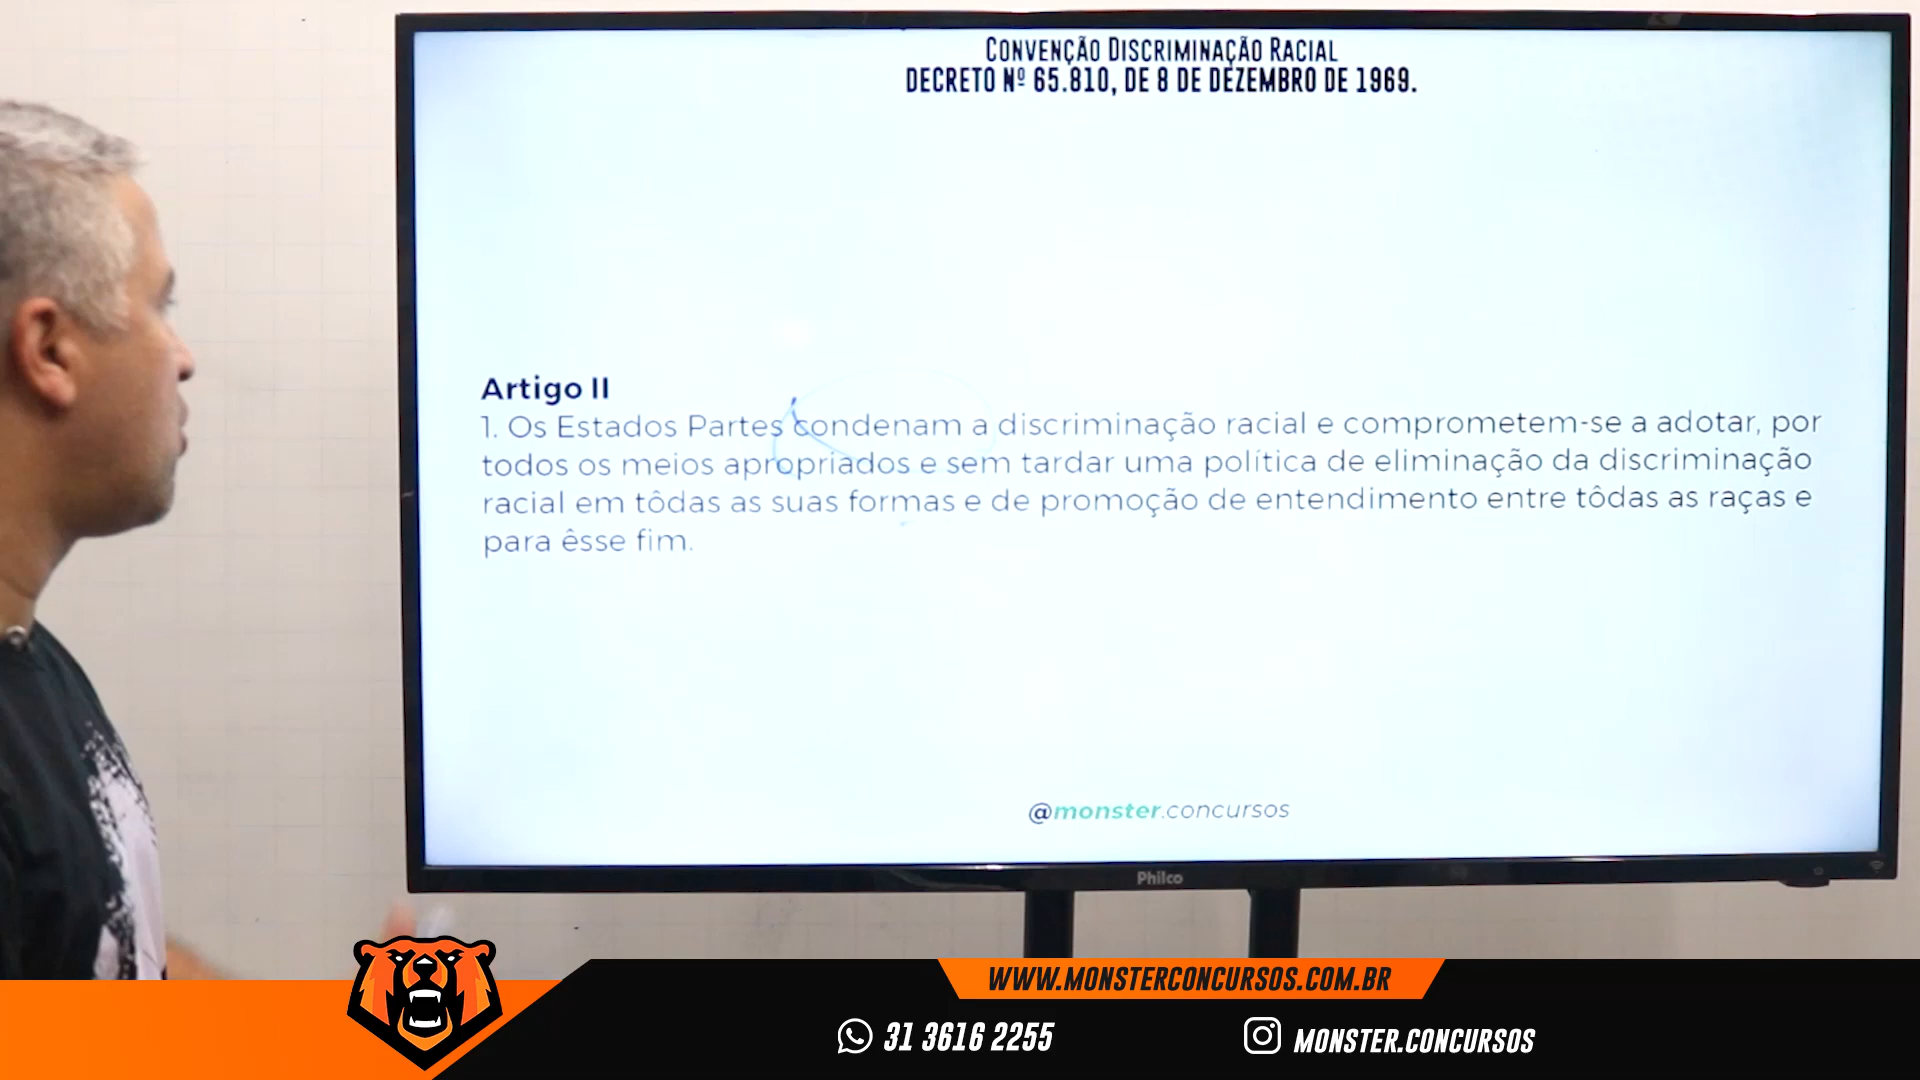 CONVENÇÃO DISCRIMINAÇÃO RACIAL
DECRETO Nº 65.810, DE 8 DE DEZEMBRO DE 1969.
Artigo II
1. Os Estados Partes condenam a discriminação racial e comprometem-se a adotar, por
todos os meios apropriados e sem tardar uma política de eliminação da discriminação
racial em tôdas as suas formas e de promoção de entendimento entre tôdas as raças e
para êsse fim.
@monster.concursos
Philco
WWW.MONSTERCONCURSOS.COM.BR
31 3616 2255
MONSTER.CONCURSOS